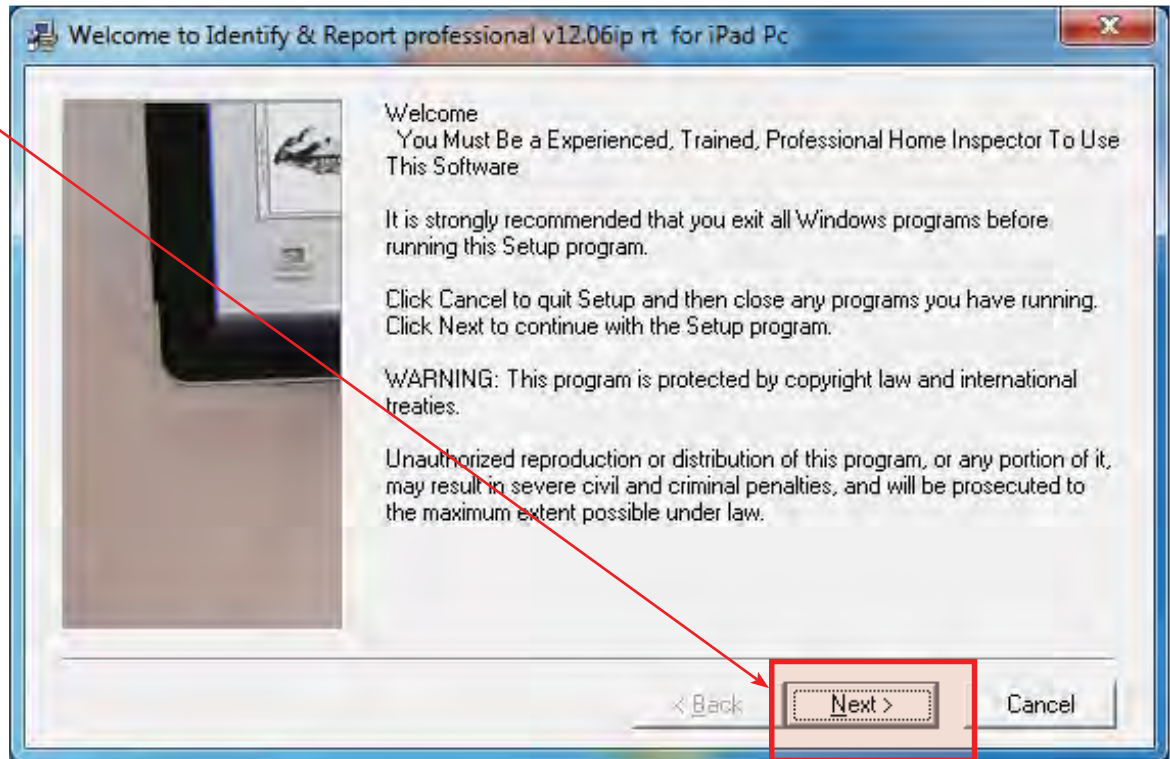 Welcome to Identify & Report professional v12.06ip rt for iPad Pc
X
Welcome
You Must Be a Experienced, Trained, Professional Home Inspector To Use
This Software
It is strongly recommended that you exit all Windows programs before
running this Setup program.
Click Cancel to quit Setup and then close any programs you have running.
Click Next to continue with the Setup program.
WARNING: This program is protected by copyright law and international
treaties.
Unauthorized reproduction or distribution of this program, or any portion of it,
may result in severe civil and criminal penalties, and will be prosecuted to
the maximum extent possible under law.
< Back Next > Cancel